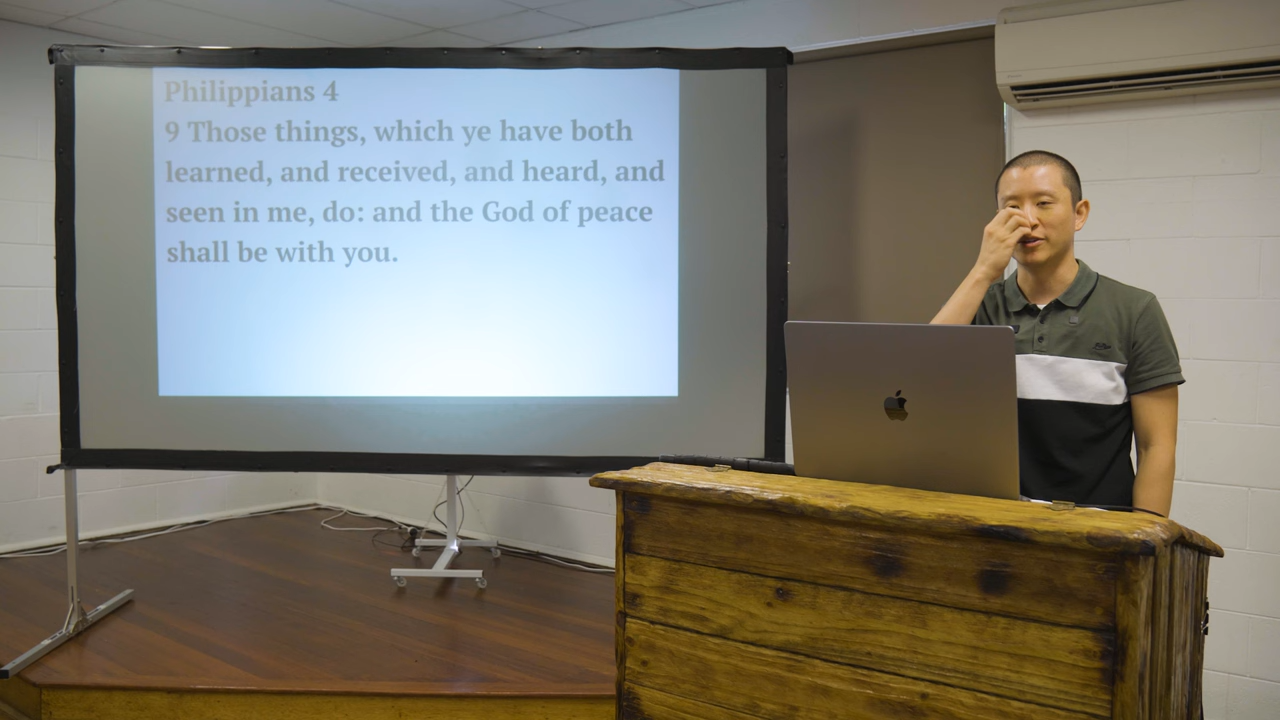 Philippians 4
9 Those things, which ye have both
learned, and received, and heard, and
seen in me, do: and the God of peace
shall be with you.